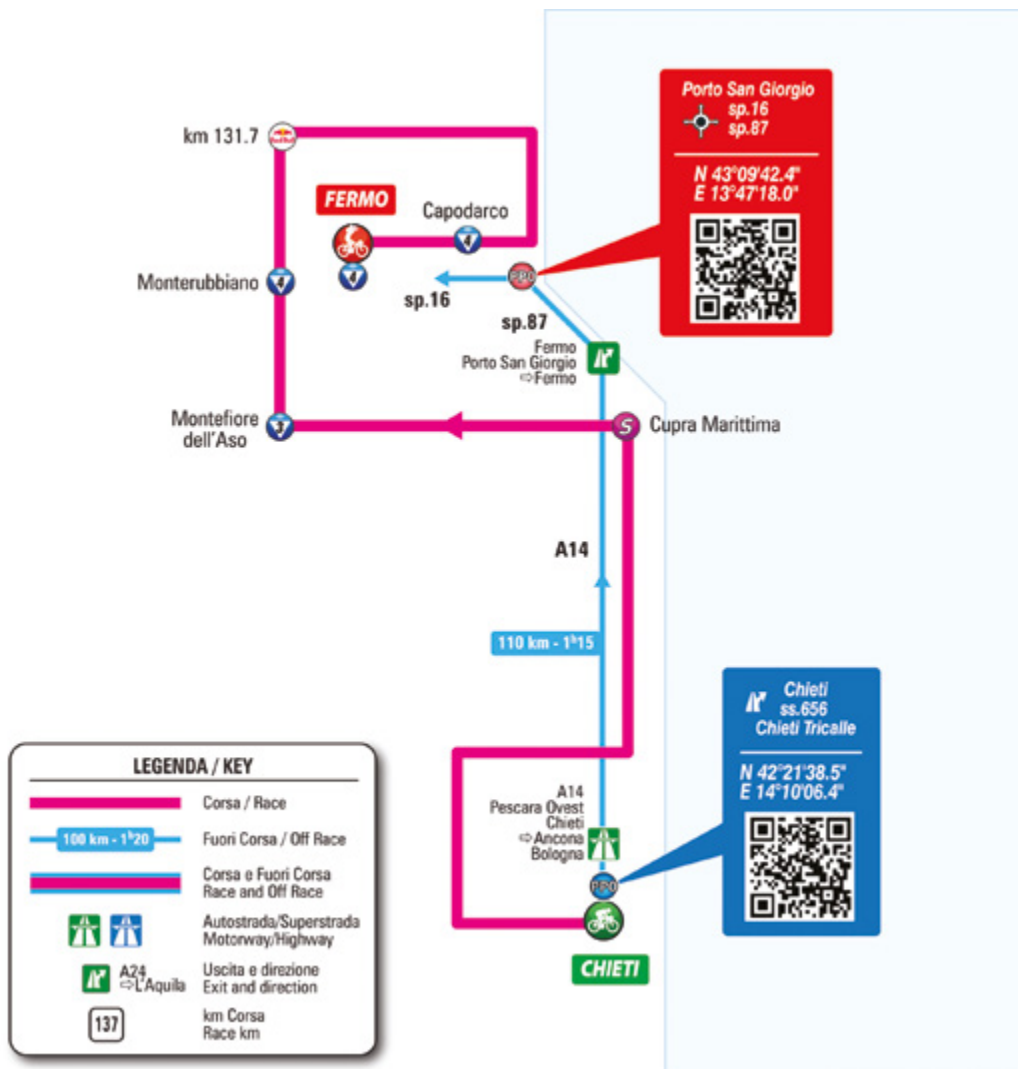 Porto San Giorgio
sp.16
sp.87
N 43°09'42.4"
E 13°47'18.0"
km 131.7
FERMO
Capodarco
4
4
Monterubbiano
4
PPO
sp.16
sp.87
Fermo
Porto San Giorgio
⇨Fermo
Montefiore
dell'Aso
3
S
Cupra Marittima
A14
110 km - 1h15
Chieti
ss.656
Chieti Tricalle
N 42°21'38.5"
E 14°10'06.4"
A14
Pescara Ovest
Chieti
⇨Ancona
Bologna
PPO
CHIETI
LEGENDA / KEY
Corsa / Race
100 km - 1h20
Fuori Corsa / Off Race
Corsa e Fuori Corsa
Race and Off Race
Autostrada/Superstrada
Motorway/Highway
A24
⇨L'Aquila
Uscita e direzione
Exit and direction
137
km Corsa
Race km